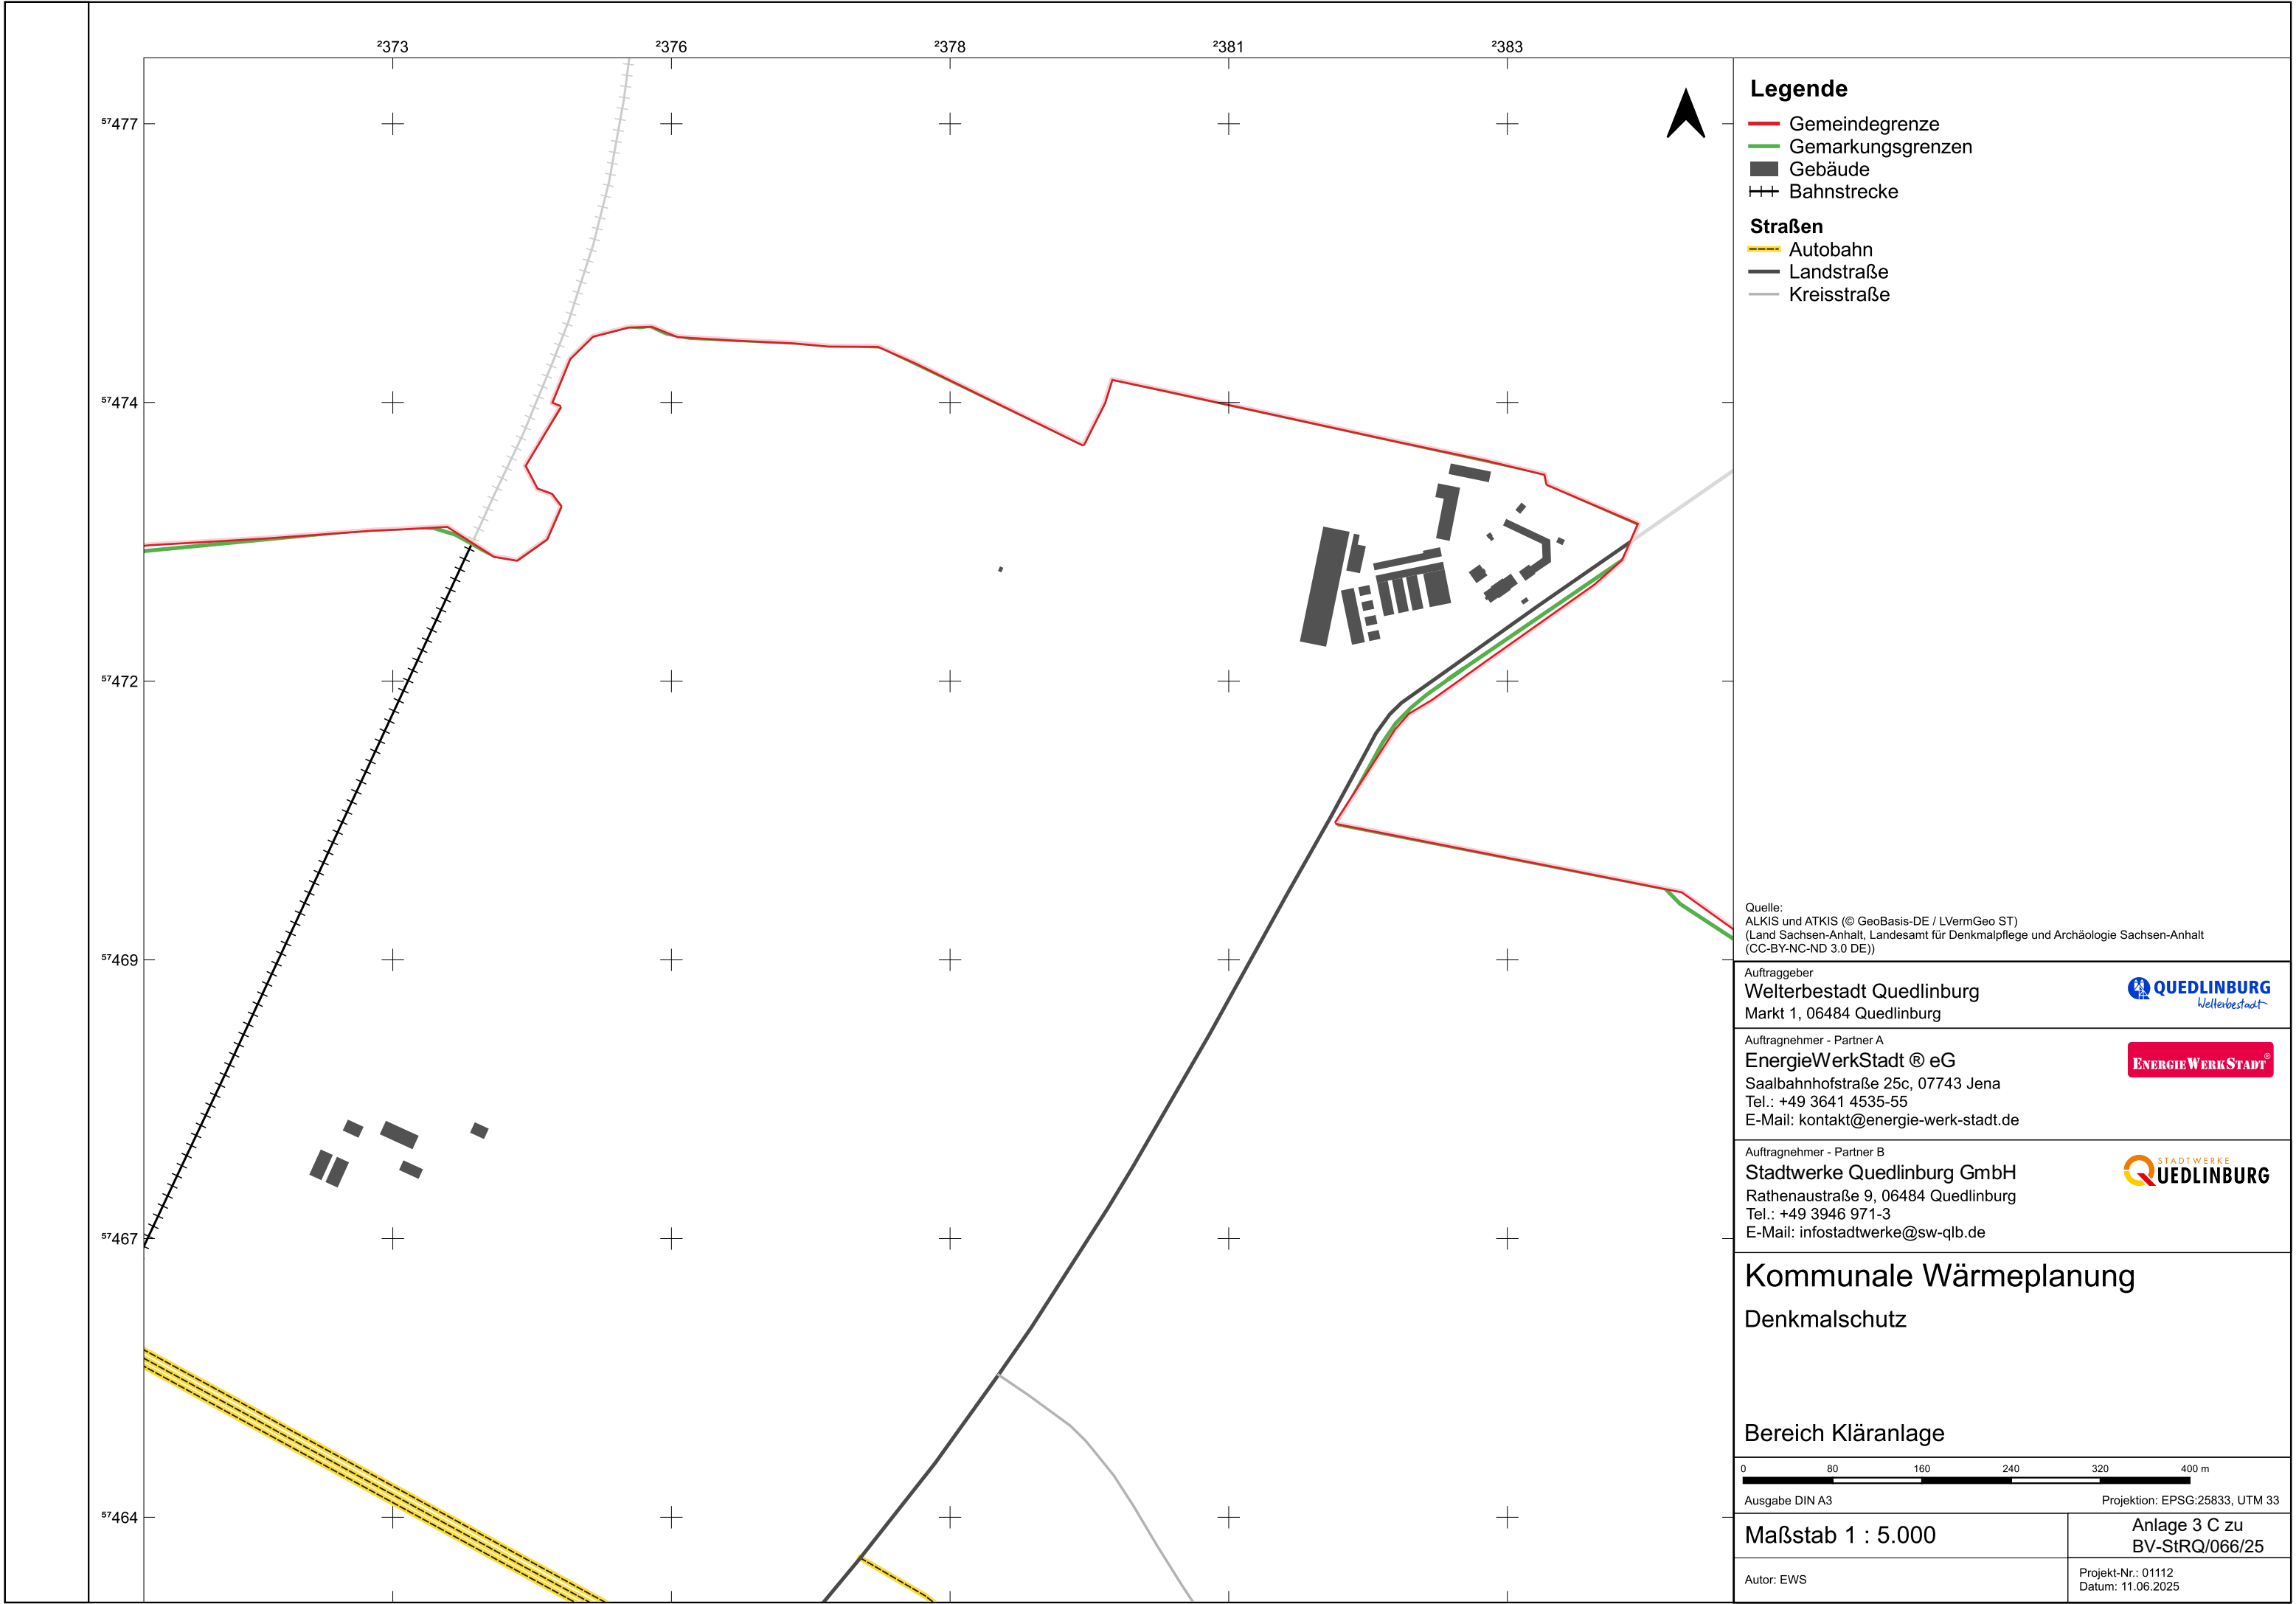 ²373 ²376 ²378 ²381 ²383
⁵⁷477
⁵⁷474
⁵⁷472
⁵⁷469
⁵⁷467
⁵⁷464
Legende
Gemeindegrenze
Gemarkungsgrenzen
Gebäude
Bahnstrecke
Straßen
Autobahn
Landstraße
Kreisstraße
Quelle:
ALKIS und ATKIS (© GeoBasis-DE / LVermGeo ST)
(Land Sachsen-Anhalt, Landesamt für Denkmalpflege und Archäologie Sachsen-Anhalt
(CC-BY-NC-ND 3.0 DE))
Auftraggeber
Welterbestadt Quedlinburg
Markt 1, 06484 Quedlinburg
QUEDLINBURG
Welterbestadt
Auftragnehmer - Partner A
EnergieWerkStadt ® eG
Saalbahnhofstraße 25c, 07743 Jena
Tel.: +49 3641 4535-55
E-Mail: kontakt@energie-werk-stadt.de
ENERGIEWERKSTADT®
Auftragnehmer - Partner B
Stadtwerke Quedlinburg GmbH
Rathenaustraße 9, 06484 Quedlinburg
Tel.: +49 3946 971-3
E-Mail: infostadtwerke@sw-qlb.de
STADTWERKE
QUEDLINBURG
Kommunale Wärmeplanung
Denkmalschutz
Bereich Kläranlage
0 80 160 240 320 400 m
Ausgabe DIN A3 Projektion: EPSG:25833, UTM 33
Maßstab 1 : 5.000
Anlage 3 C zu
BV-StRQ/066/25
Autor: EWS
Projekt-Nr.: 01112
Datum: 11.06.2025